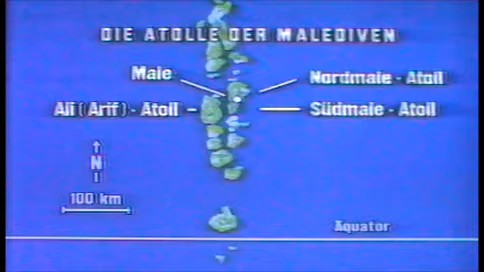 DIE ATOLLE DER MALEDIVEN
Male
Nordmale - Atoll
Ali (Arif) - Atoll
Südmale - Atoll
N
100 km
Äquator